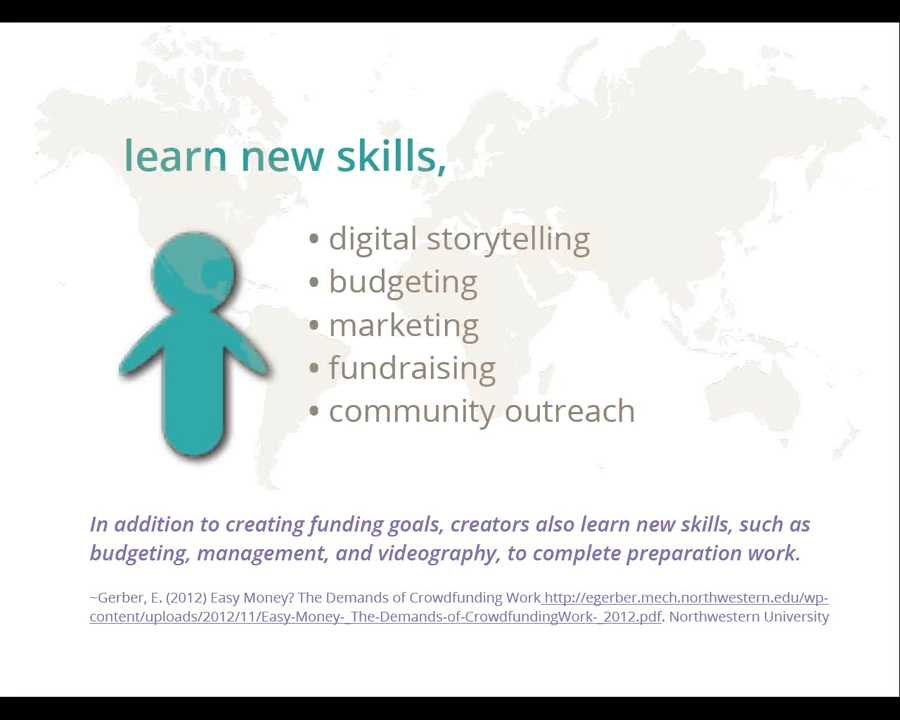 learn new skills,
• digital storytelling
• budgeting
• marketing
• fundraising
• community outreach
In addition to creating funding goals, creators also learn new skills, such as
budgeting, management, and videography, to complete preparation work.
~Gerber, E. (2012) Easy Money? The Demands of Crowdfunding Work http://egerber.mech.northwestern.edu/wp-
content/uploads/2012/11/Easy-Money-_The-Demands-of-CrowdfundingWork-_2012.pdf. Northwestern University